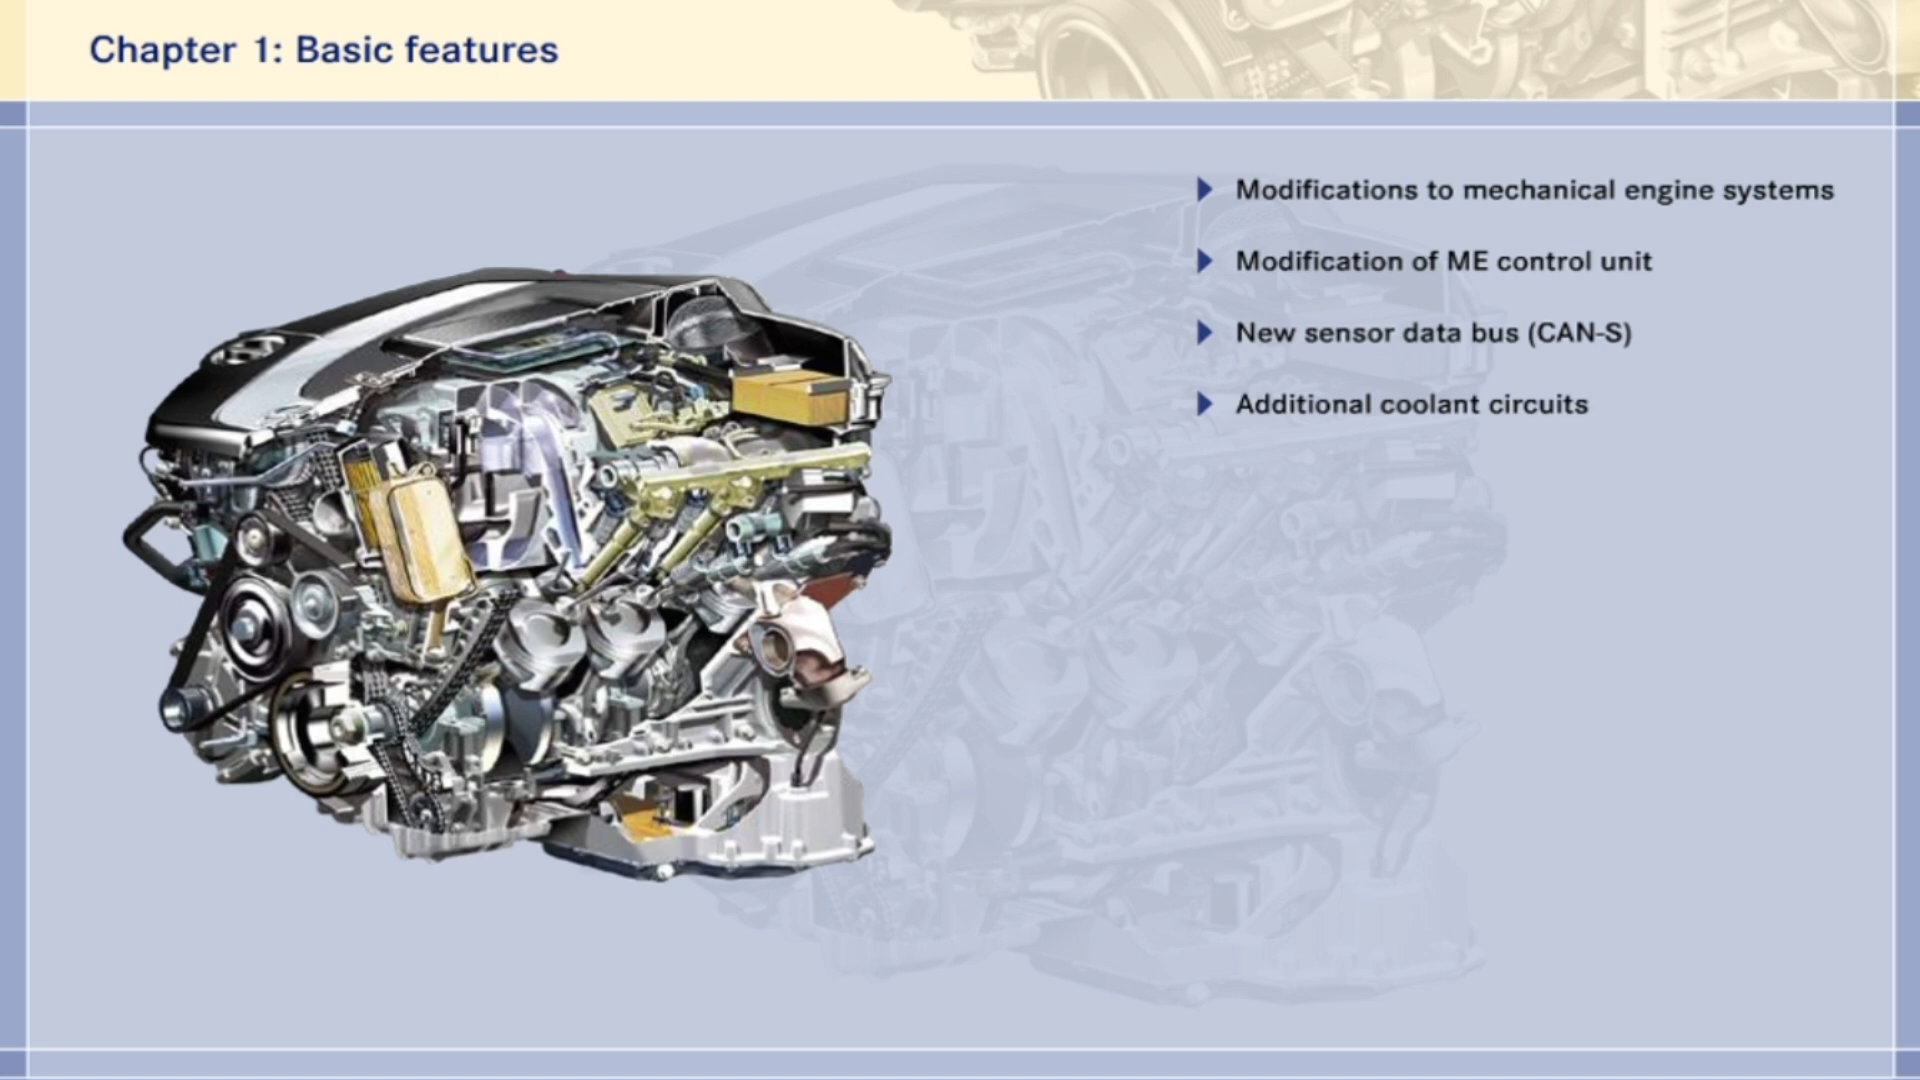 Chapter 1: Basic features
Modifications to mechanical engine systems
Modification of ME control unit
New sensor data bus (CAN-S)
Additional coolant circuits